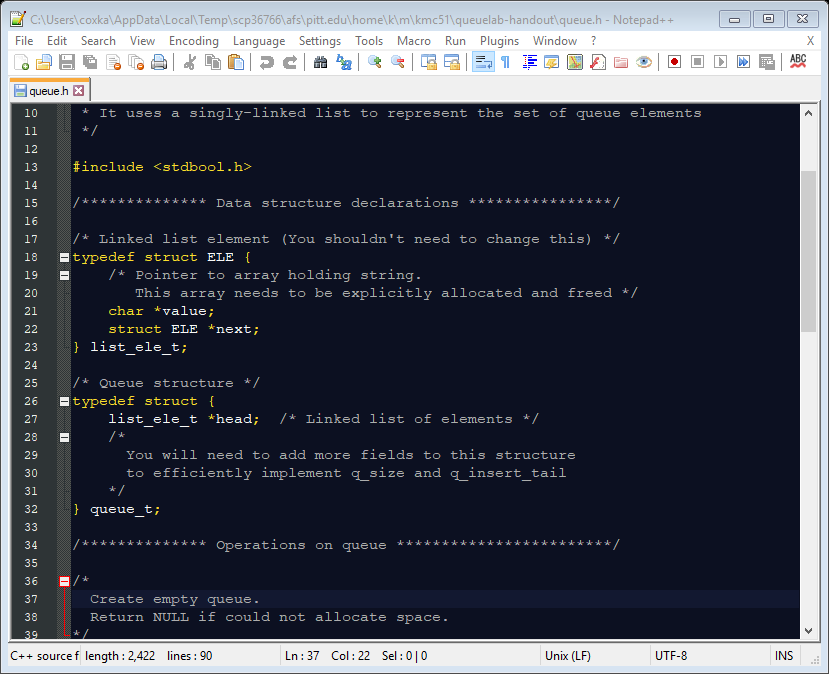 C:\Users\coxka\AppData\Local\Temp\scp36766\afs\pitt.edu\home\k\m\kmc51\queuelab-handout\queue.h - Notepad++
File Edit Search View Encoding Language Settings Tools Macro Run Plugins Window ? X
ABC
queue.h
10 * It uses a singly-linked list to represent the set of queue elements
11 */
12
13 #include <stdbool.h>
14
15 /************** Data structure declarations ****************/
16
17 /* Linked list element (You shouldn't need to change this) */
18 typedef struct ELE {
19 /* Pointer to array holding string.
20 This array needs to be explicitly allocated and freed */
21 char *value;
22 struct ELE *next;
23 } list_ele_t;
24
25 /* Queue structure */
26 typedef struct {
27 list_ele_t *head; /* Linked list of elements */
28 /*
29 You will need to add more fields to this structure
30 to efficiently implement q_size and q_insert_tail
31 */
32 } queue_t;
33
34 /************** Operations on queue ************************/
35
36 /*
37 Create empty queue.
38 Return NULL if could not allocate space.
39 */
C++ source f length : 2,422 lines : 90 Ln : 37 Col : 22 Sel : 0 | 0 Unix (LF) UTF-8 INS